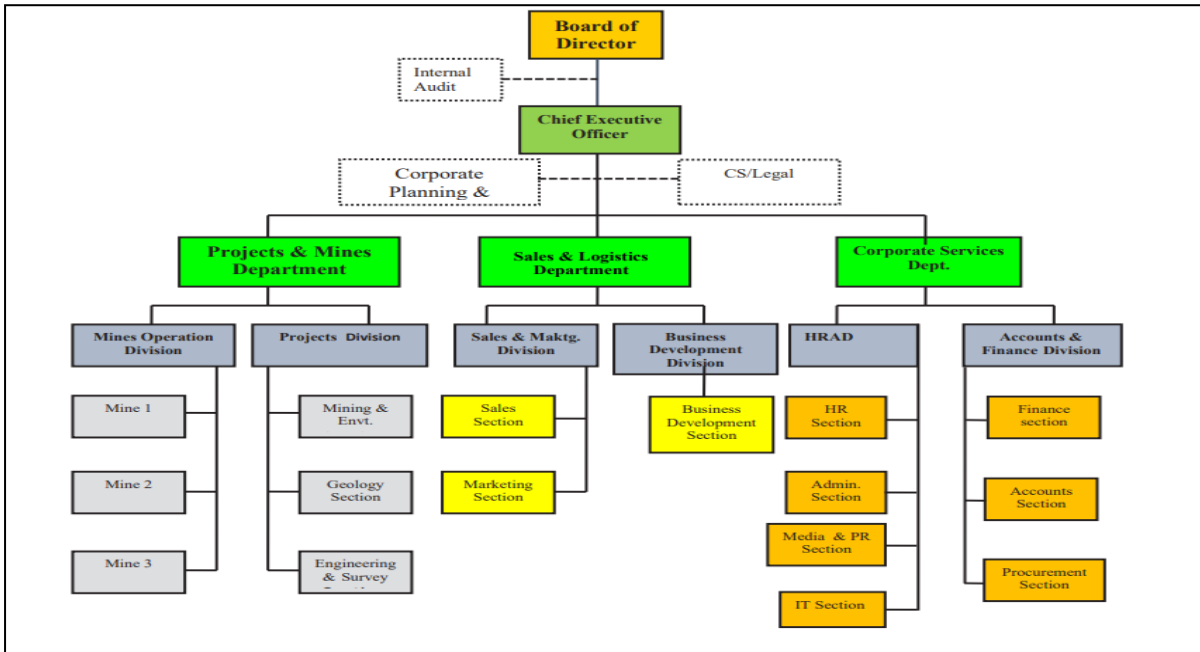 Board of
Director
Internal
Audit
Chief Executive
Officer
Corporate
Planning &
CS/Legal
Projects & Mines
Department
Sales & Logistics
Department
Corporate Services
Dept.
Mines Operation
Division
Projects Division
Sales & Maktg.
Division
Business
Development
Division
HRAD
Accounts &
Finance Division
Mine 1
Mining &
Envt.
Sales
Section
Business
Development
Section
HR
Section
Finance
section
Mine 2
Geology
Section
Marketing
Section
Admin.
Section
Accounts
Section
Media & PR
Section
Mine 3
Engineering
& Survey
Procurement
Section
IT Section